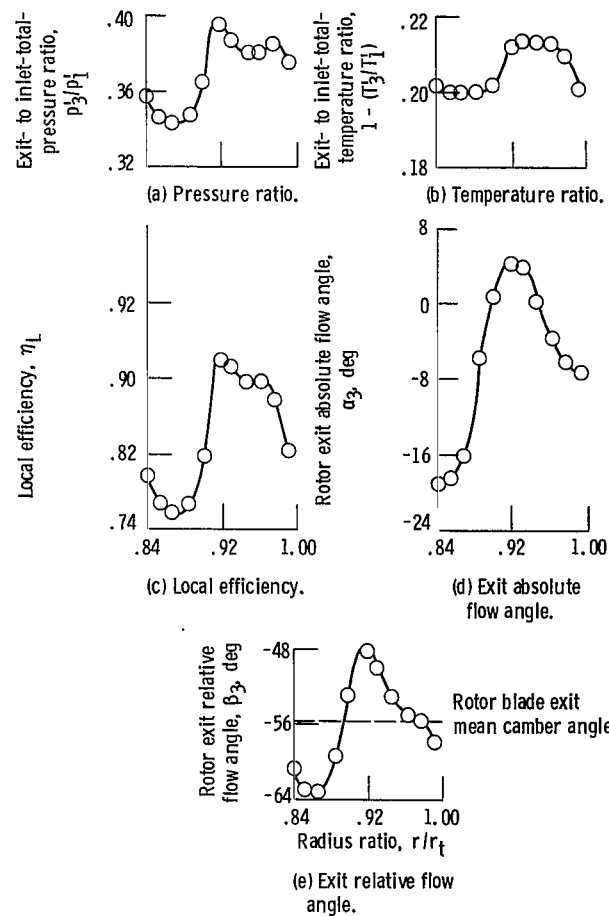 Exit- to inlet-total-
pressure ratio,
p'3/p'1
.40
.36
.32
(a) Pressure ratio.
Exit- to inlet-total-
temperature ratio,
1 - (T'3/T'1)
.22
.20
.18
(b) Temperature ratio.
Local efficiency, ηL
.92
.90
.82
.74
.84
.92
1.00
(c) Local efficiency.
Rotor exit absolute flow angle,
α3, deg
8
0
-8
-16
-24
.84
.92
1.00
(d) Exit absolute
flow angle.
Rotor exit relative
flow angle, β3, deg
-48
-56
-64
Rotor blade exit
mean camber angle
.84
.92
1.00
Radius ratio, r/rt
(e) Exit relative flow
angle.